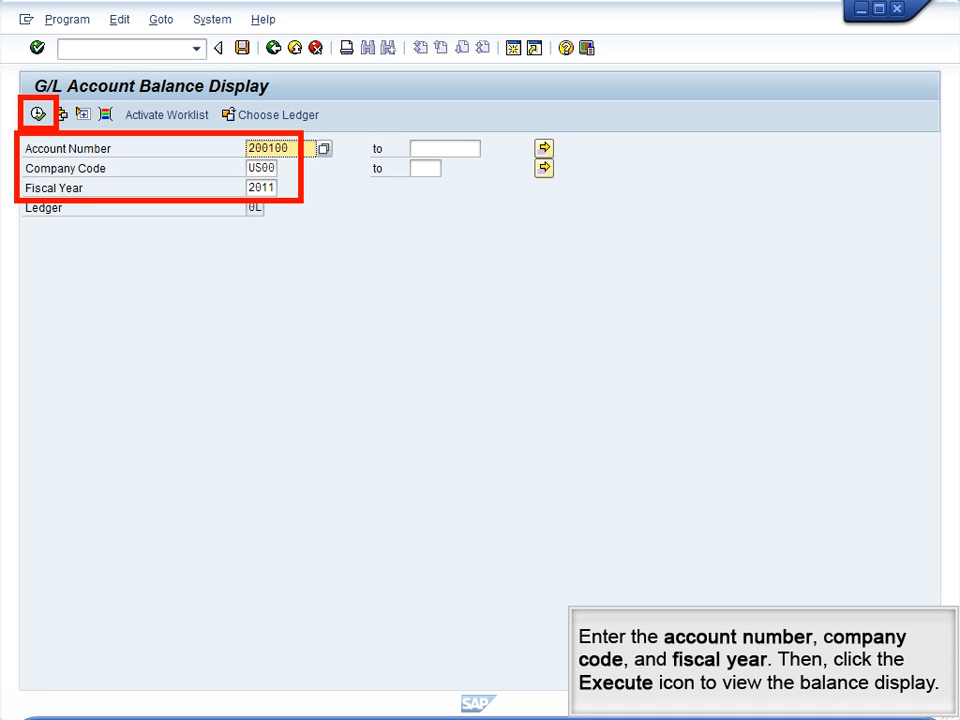 Program Edit Goto System Help
G/L Account Balance Display
Activate Worklist Choose Ledger
Account Number 200100 to
Company Code US00 to
Fiscal Year 2011
Ledger 0L
Enter the account number, company
code, and fiscal year. Then, click the
Execute icon to view the balance display.
SAP